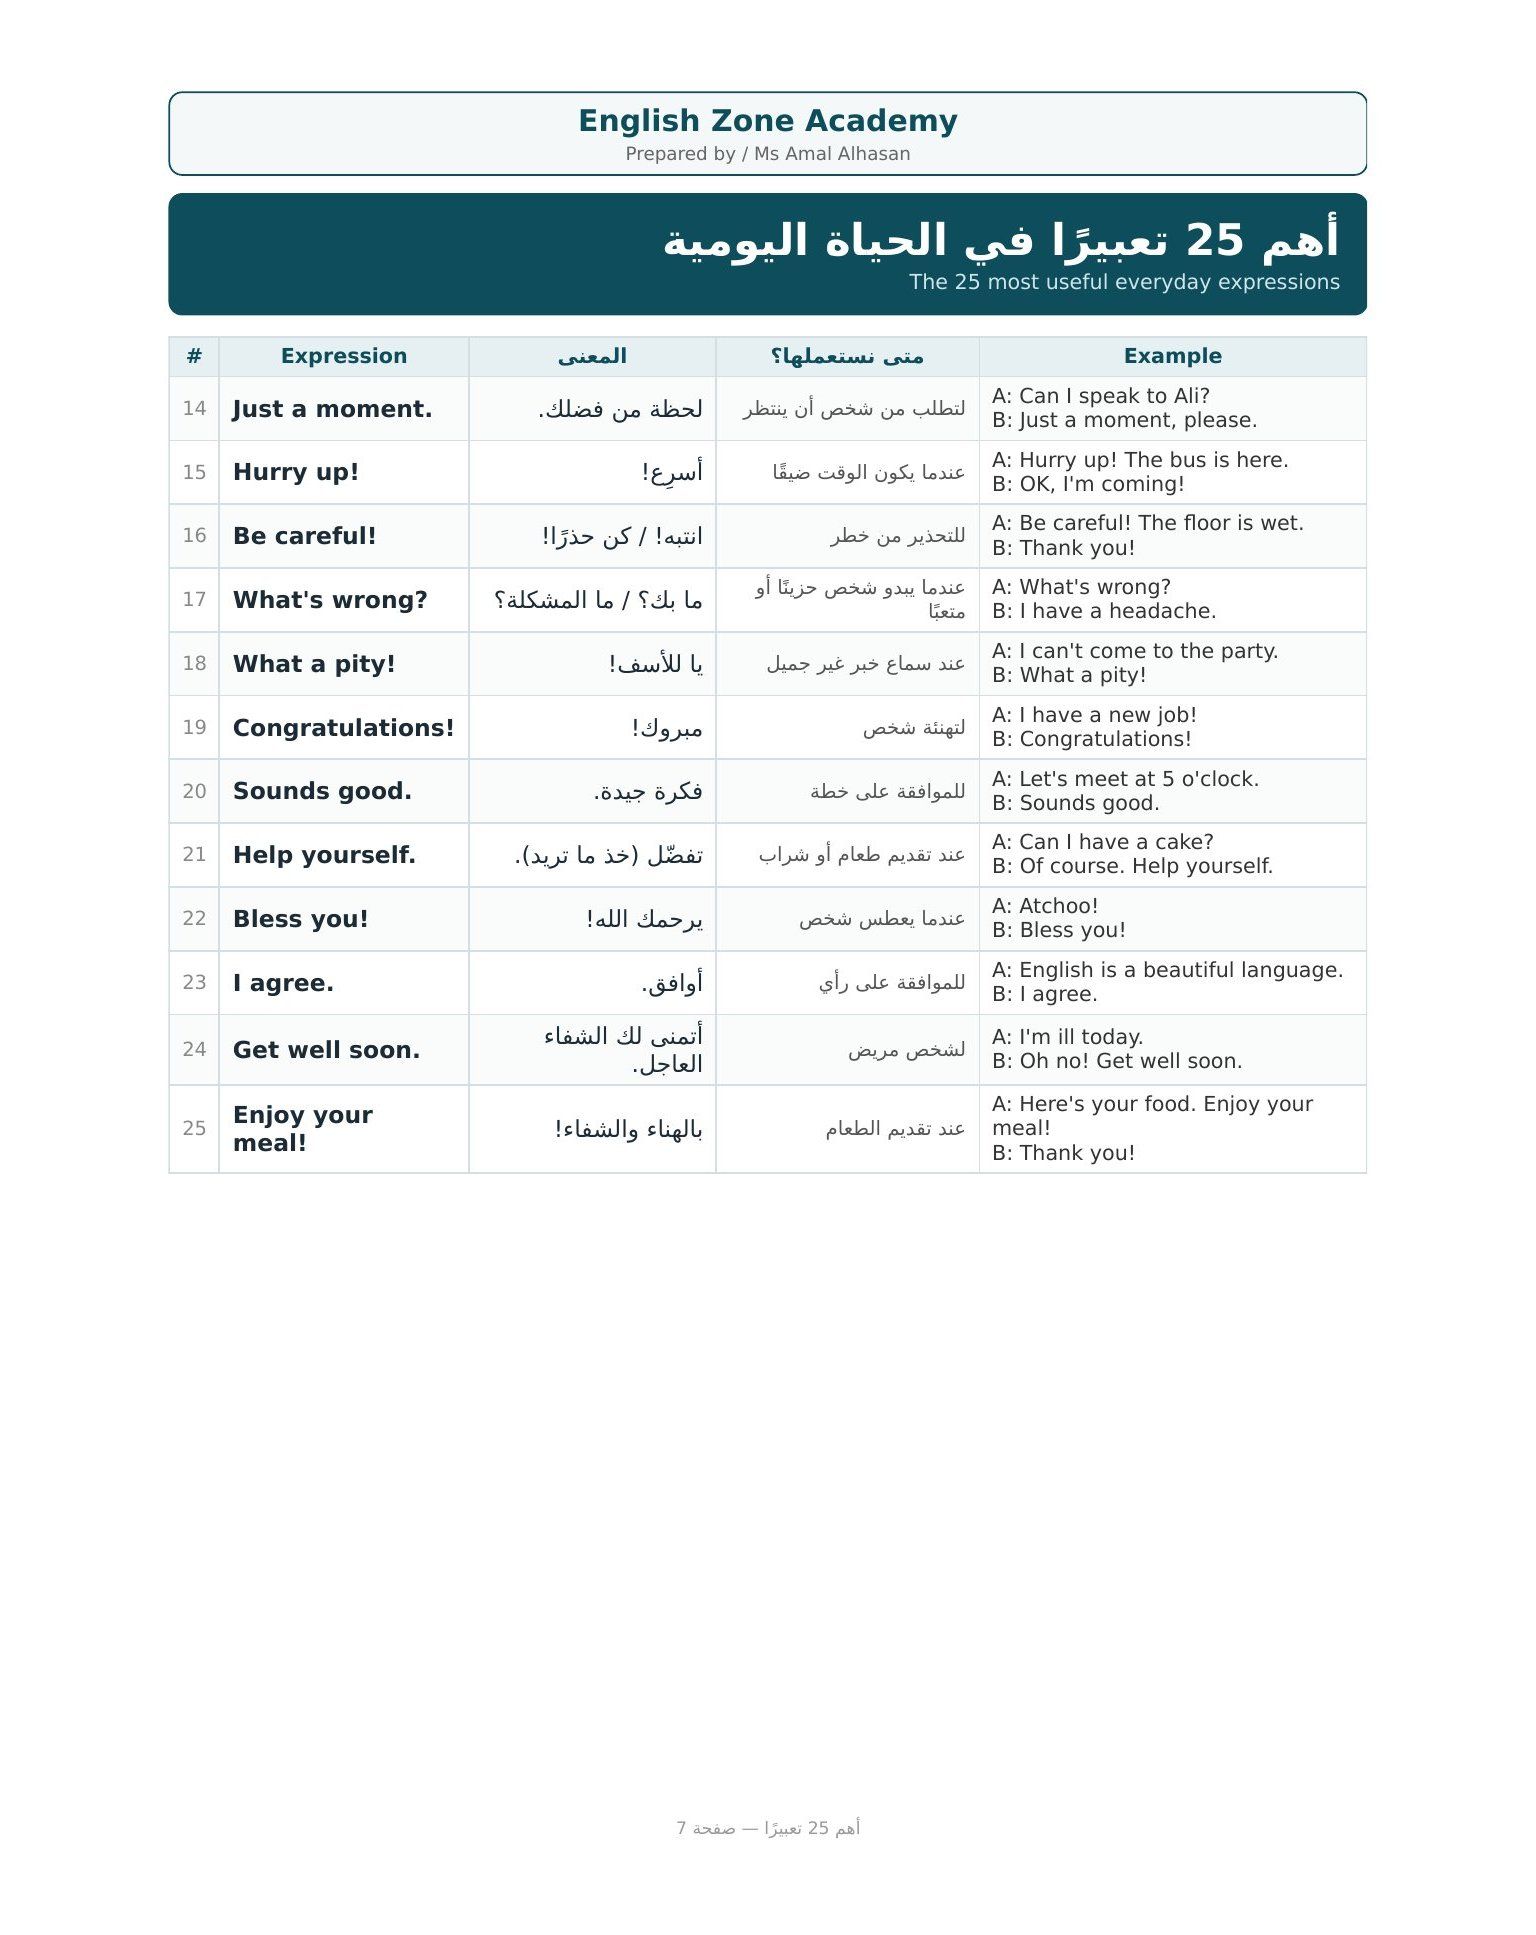 English Zone Academy
Prepared by / Ms Amal Alhasan
أهم 25 تعبيرًا في الحياة اليومية
The 25 most useful everyday expressions
# Expression المعنى متى نستعملها؟ Example
14 Just a moment. لحظة من فضلك. لتطلب من شخص أن ينتظر A: Can I speak to Ali?
B: Just a moment, please.
15 Hurry up! أسرِع! عندما يكون الوقت ضيقًا A: Hurry up! The bus is here.
B: OK, I'm coming!
16 Be careful! انتبه! / كن حذرًا! للتحذير من خطر A: Be careful! The floor is wet.
B: Thank you!
17 What's wrong? ما بك؟ / ما المشكلة؟ عندما يبدو شخص حزينًا أو
متعبًا
A: What's wrong?
B: I have a headache.
18 What a pity! يا للأسف! عند سماع خبر غير جميل A: I can't come to the party.
B: What a pity!
19 Congratulations! مبروك! لتهنئة شخص A: I have a new job!
B: Congratulations!
20 Sounds good. فكرة جيدة. للموافقة على خطة A: Let's meet at 5 o'clock.
B: Sounds good.
21 Help yourself. تفضّل (خذ ما تريد). عند تقديم طعام أو شراب A: Can I have a cake?
B: Of course. Help yourself.
22 Bless you! يرحمك الله! عندما يعطس شخص A: Atchoo!
B: Bless you!
23 I agree. أوافق. للموافقة على رأي A: English is a beautiful language.
B: I agree.
24 Get well soon. أتمنى لك الشفاء
العاجل.
لشخص مريض A: I'm ill today.
B: Oh no! Get well soon.
25 Enjoy your
meal!
بالهناء والشفاء! عند تقديم الطعام A: Here's your food. Enjoy your
meal!
B: Thank you!
أهم 25 تعبيرًا — صفحة 7